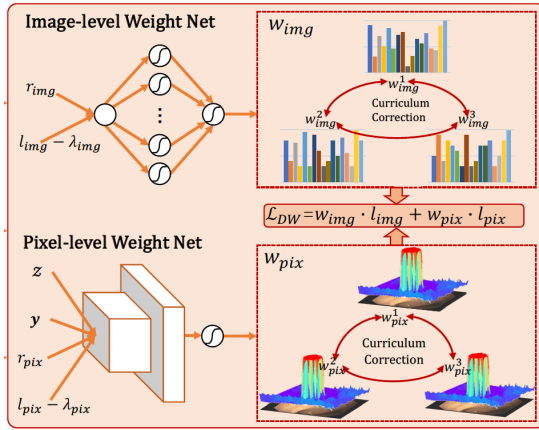 Image-level Weight Net
r_img
l_img − λ_img
⋮
w_img
w_img^1
w_img^2
Curriculum
Correction
w_img^3
ℒ_DW=w_img · l_img + w_pix · l_pix
Pixel-level Weight Net
z
y
r_pix
l_pix − λ_pix
w_pix
w_pix^1
w_pix^2
Curriculum
Correction
w_pix^3